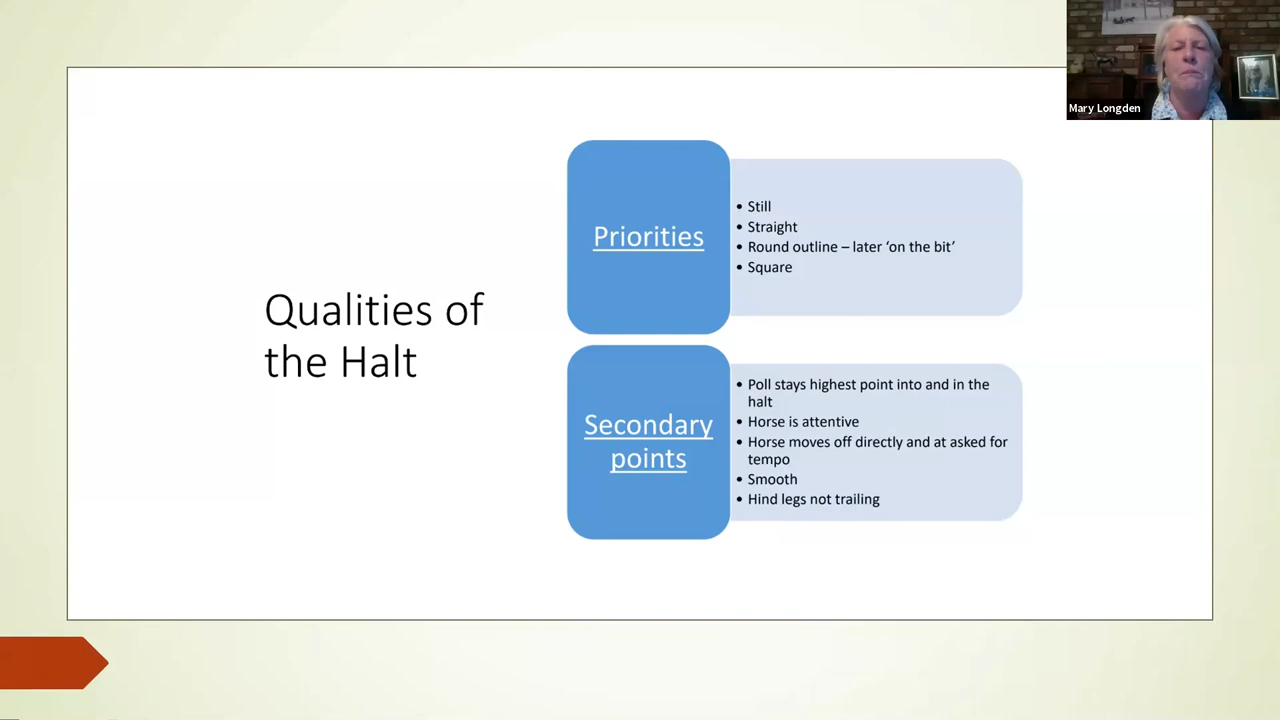 Mary Longden
Qualities of
the Halt
Priorities
• Still
• Straight
• Round outline – later ‘on the bit’
• Square
Secondary
points
• Poll stays highest point into and in the
halt
• Horse is attentive
• Horse moves off directly and at asked for
tempo
• Smooth
• Hind legs not trailing